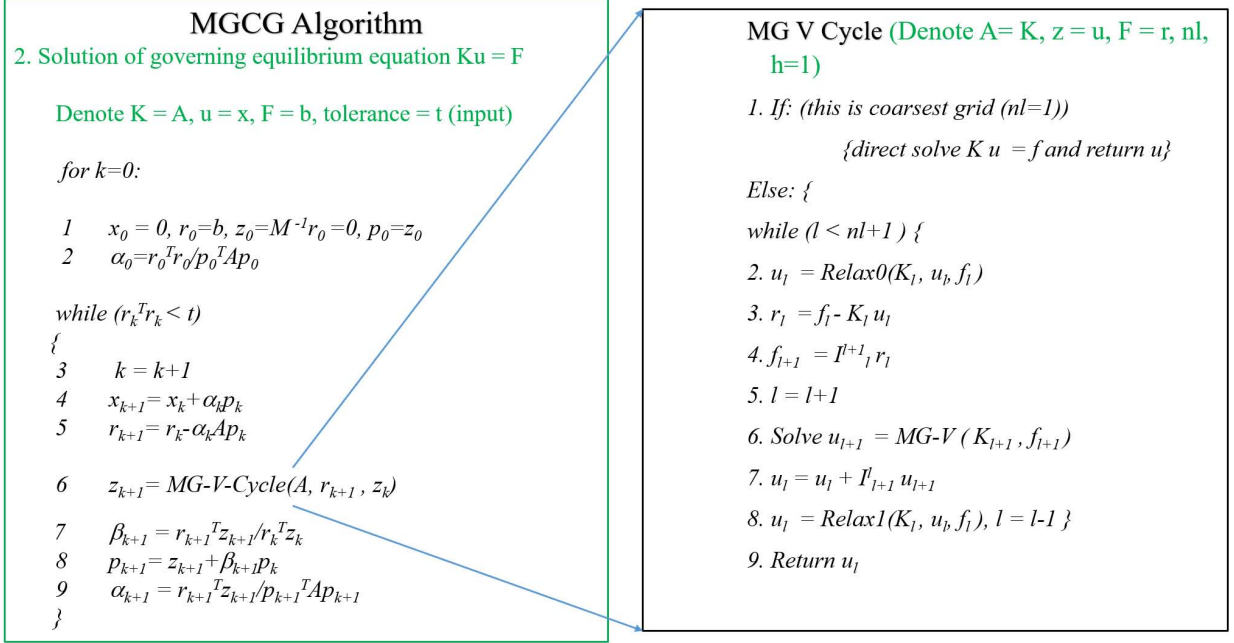 MGCG Algorithm
2. Solution of governing equilibrium equation Ku = F
Denote K = A, u = x, F = b, tolerance = t (input)
for k=0:
1 x₀ = 0, r₀=b, z₀=M⁻¹r₀ =0, p₀=z₀
2 α₀=r₀ᵀr₀/p₀ᵀAp₀
while (rₖᵀrₖ < t)
{
3 k = k+1
4 xₖ₊₁= xₖ+αₖpₖ
5 rₖ₊₁= rₖ-αₖApₖ
6 zₖ₊₁= MG-V-Cycle(A, rₖ₊₁ , zₖ)
7 βₖ₊₁ = rₖ₊₁ᵀzₖ₊₁/rₖᵀzₖ
8 pₖ₊₁= zₖ₊₁+βₖ₊₁pₖ
9 αₖ₊₁ = rₖ₊₁ᵀzₖ₊₁/pₖ₊₁ᵀApₖ₊₁
}
MG V Cycle (Denote A= K, z = u, F = r, nl,
h=1)
1. If: (this is coarsest grid (nl=1))
{direct solve K u = f and return u}
Else: {
while (l < nl+1 ) {
2. uₗ = Relax0(Kₗ, uₗ, fₗ)
3. rₗ = fₗ - Kₗ uₗ
4. fₗ₊₁ = Iˡ⁺¹ₗ rₗ
5. l = l+1
6. Solve uₗ₊₁ = MG-V ( Kₗ₊₁ , fₗ₊₁)
7. uₗ = uₗ + Iˡₗ₊₁ uₗ₊₁
8. uₗ = Relax1(Kₗ, uₗ, fₗ), l = l-1 }
9. Return uₗ